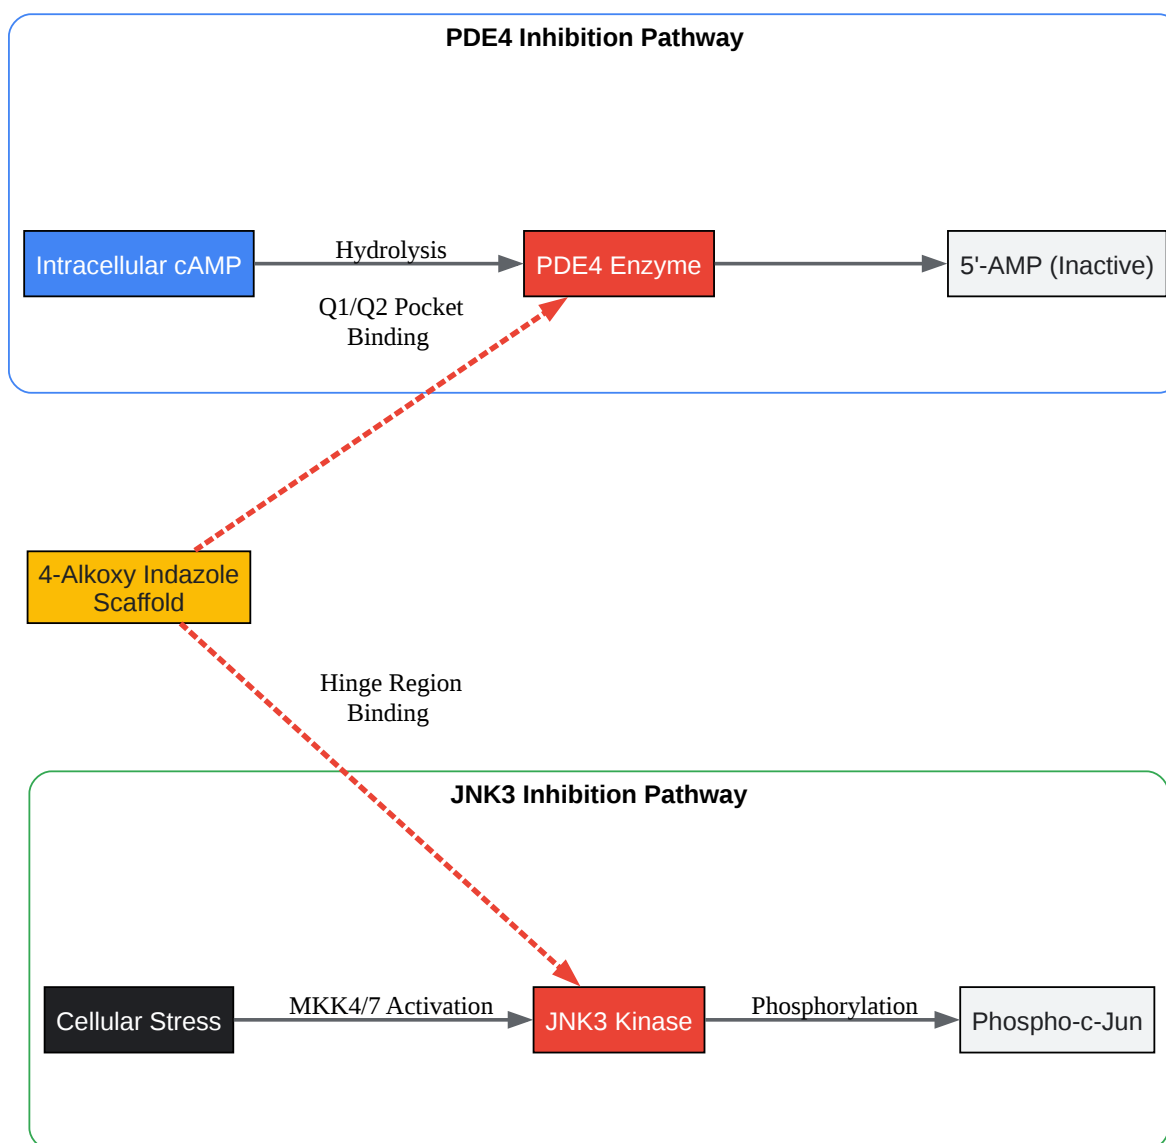 PDE4 Inhibition Pathway
Intracellular cAMP
Hydrolysis
PDE4 Enzyme
5'-AMP (Inactive)
Q1/Q2 Pocket
Binding
4-Alkoxy Indazole
Scaffold
Hinge Region
Binding
JNK3 Inhibition Pathway
Cellular Stress
MKK4/7 Activation
JNK3 Kinase
Phosphorylation
Phospho-c-Jun